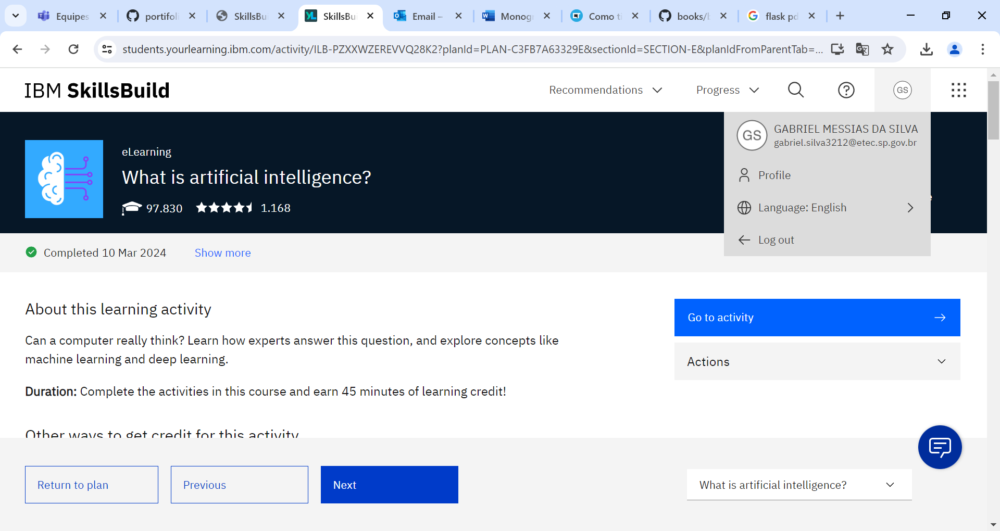 Equipes
portifoli
SkillsBui
SkillsBui
Email –
Monogr
Como ti
books/b
flask pd
students.yourlearning.ibm.com/activity/ILB-PZXXWZEREVVQ28K2?planId=PLAN-C3FB7A63329E&sectionId=SECTION-E&planIdFromParentTab=...
IBM SkillsBuild
Recommendations
Progress
GS
GS
GABRIEL MESSIAS DA SILVA
gabriel.silva3212@etec.sp.gov.br
Profile
Language: English
Log out
eLearning
What is artificial intelligence?
97.830
1.168
Completed 10 Mar 2024
Show more
About this learning activity
Can a computer really think? Learn how experts answer this question, and explore concepts like
machine learning and deep learning.
Duration: Complete the activities in this course and earn 45 minutes of learning credit!
Other ways to get credit for this activity
Go to activity
Actions
Return to plan
Previous
Next
What is artificial intelligence?